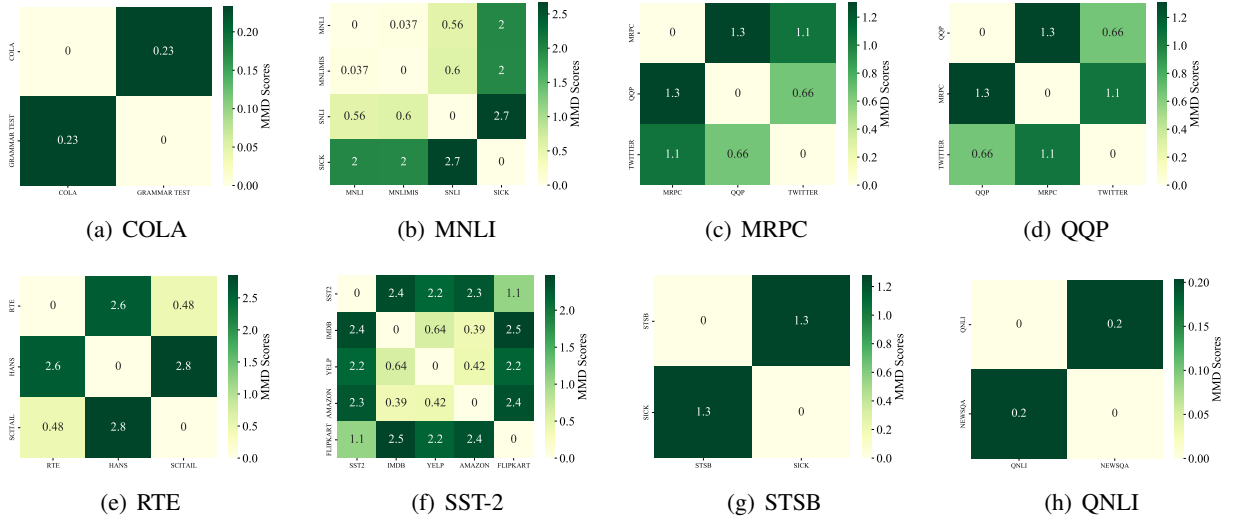 COLA
0
0.23
GRAMMAR TEST
0.23
0
COLA
GRAMMAR TEST
0.20
0.15
0.10
0.05
0.00
MMD Scores
(a) COLA
MNLI
0 0.037 0.56 2
MNLIMIS
0.037 0 0.6 2
SNLI
0.56 0.6 0 2.7
SICK
2 2 2.7 0
MNLI MNLIMIS SNLI SICK
2.5
2.0
1.5
1.0
0.5
0.0
MMD Scores
(b) MNLI
MRPC
0 1.3 1.1
QQP
1.3 0 0.66
TWITTER
1.1 0.66 0
MRPC QQP TWITTER
1.2
1.0
0.8
0.6
0.4
0.2
0.0
MMD Scores
(c) MRPC
QQP
0 1.3 0.66
MRPC
1.3 0 1.1
TWITTER
0.66 1.1 0
QQP MRPC TWITTER
1.2
1.0
0.8
0.6
0.4
0.2
0.0
MMD Scores
(d) QQP
RTE
0 2.6 0.48
HANS
2.6 0 2.8
SCITAIL
0.48 2.8 0
RTE HANS SCITAIL
2.5
2.0
1.5
1.0
0.5
0.0
MMD Scores
(e) RTE
SST2
0 2.4 2.2 2.3 1.1
IMDB
2.4 0 0.64 0.39 2.5
YELP
2.2 0.64 0 0.42 2.2
AMAZON
2.3 0.39 0.42 0 2.4
FLIPKART
1.1 2.5 2.2 2.4 0
SST2 IMDB YELP AMAZON FLIPKART
2.0
1.5
1.0
0.5
0.0
MMD Scores
(f) SST-2
STSB
0 1.3
SICK
1.3 0
STSB SICK
1.2
1.0
0.8
0.6
0.4
0.2
0.0
MMD Scores
(g) STSB
QNLI
0 0.2
NEWSQA
0.2 0
QNLI NEWSQA
0.20
0.15
0.10
0.05
0.00
MMD Scores
(h) QNLI